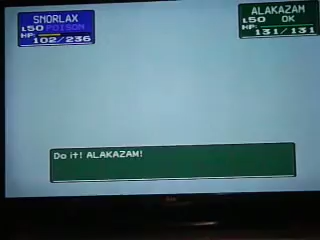 SNORLAX
L50 POISON
HP:
102/236
ALAKAZAM
L50 OK
HP:
131/131
Do it! ALAKAZAM!